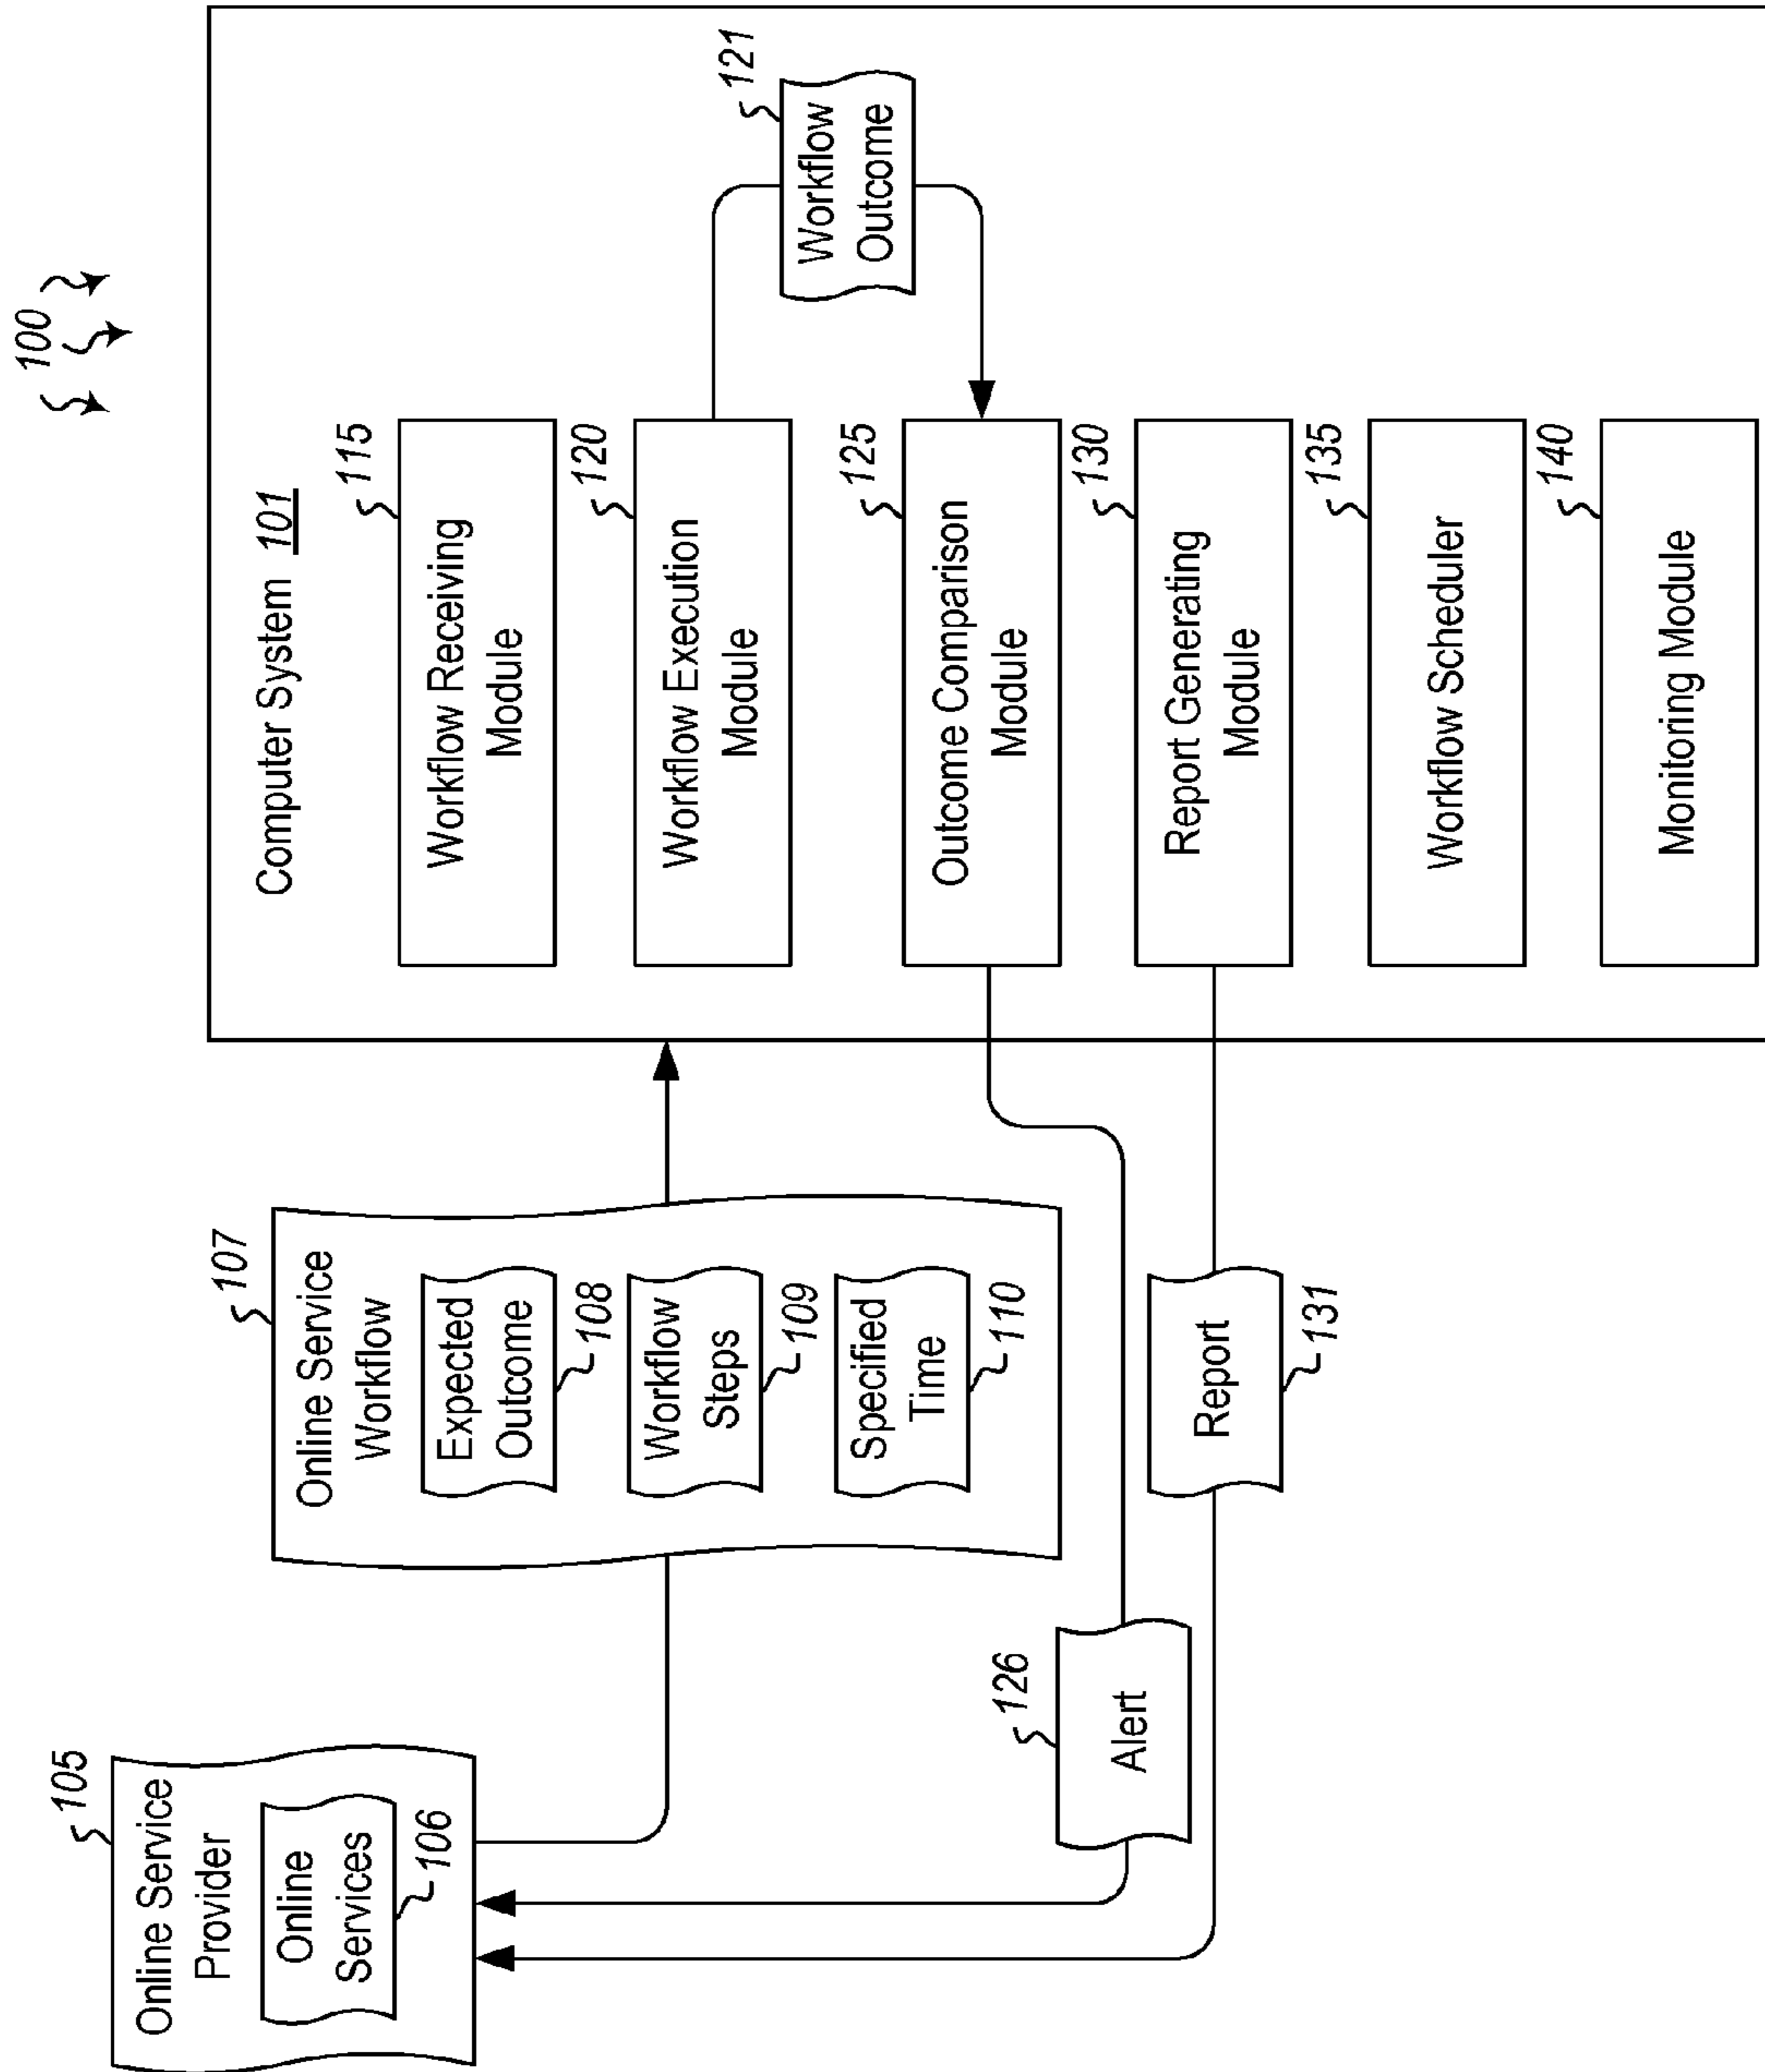 100
105
Online Service
Provider
Online
Services
106
107
Online Service
Workflow
Expected
Outcome
108
Workflow
Steps
109
Specified
Time
110
126
Alert
Report
131
Computer System 101
115
Workflow Receiving
Module
120
Workflow Execution
Module
121
Workflow
Outcome
125
Outcome Comparison
Module
130
Report Generating
Module
135
Workflow Scheduler
140
Monitoring Module